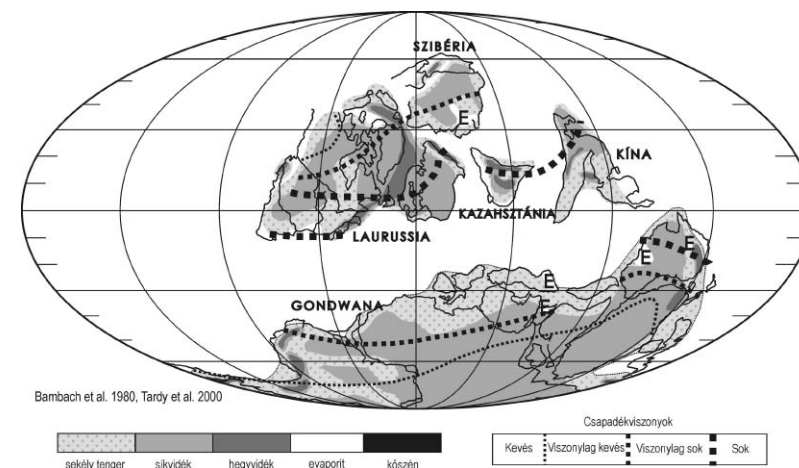 SZIBÉRIA
E
KÍNA
KAZAHSZTÁNIA
LAURUSSIA
E
E
E
E
GONDWANA
Bambach et al. 1980, Tardy et al. 2000
Csapadékviszonyok
Kevés Viszonylag kevés Viszonylag sok Sok
sekély tenger síkvidék hegyvidék evaporit kőszén